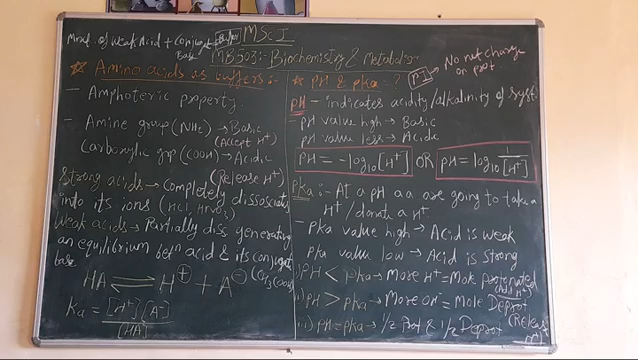 MSc I
MB503:- Biochemistry & Metabolism
Mixt. of Weak Acid + conjugate Base
Buffer
★ Amino acids as buffers:-
- Amphoteric property.
- Amine group (NH2) → Basic
(Accept H+)
Carboxylic grp (COOH) → Acidic
(Release H+)
Strong acids → Completely dissociats
into its ions (HCl, HNO3)
Weak acids → Partially diss generating
an equilibrium betn acid & its conjugate
base (CH3COOH)
HA ⇌ H⊕ + A⊖
Ka = [H+][A-]
[HA]
★ pH & pka = ?
PI → No net charge
on prot
pH - indicates acidity/alkalinity of syst.
- pH value high → Basic
pH value less → Acidic
PH = -log10[H+] OR pH = log10 1/[H+]
pka :- At a pH aa are going to take a
H+ / donate a H+
- pka value high → Acid is weak
pka value low → Acid is strong
i) pH < pka → More H+ = More protonated
(Add H+)
ii) pH > pka → More OH- = More Deprot
(Release H+)
iii) pH = pka → 1/2 Prot & 1/2 Deprot